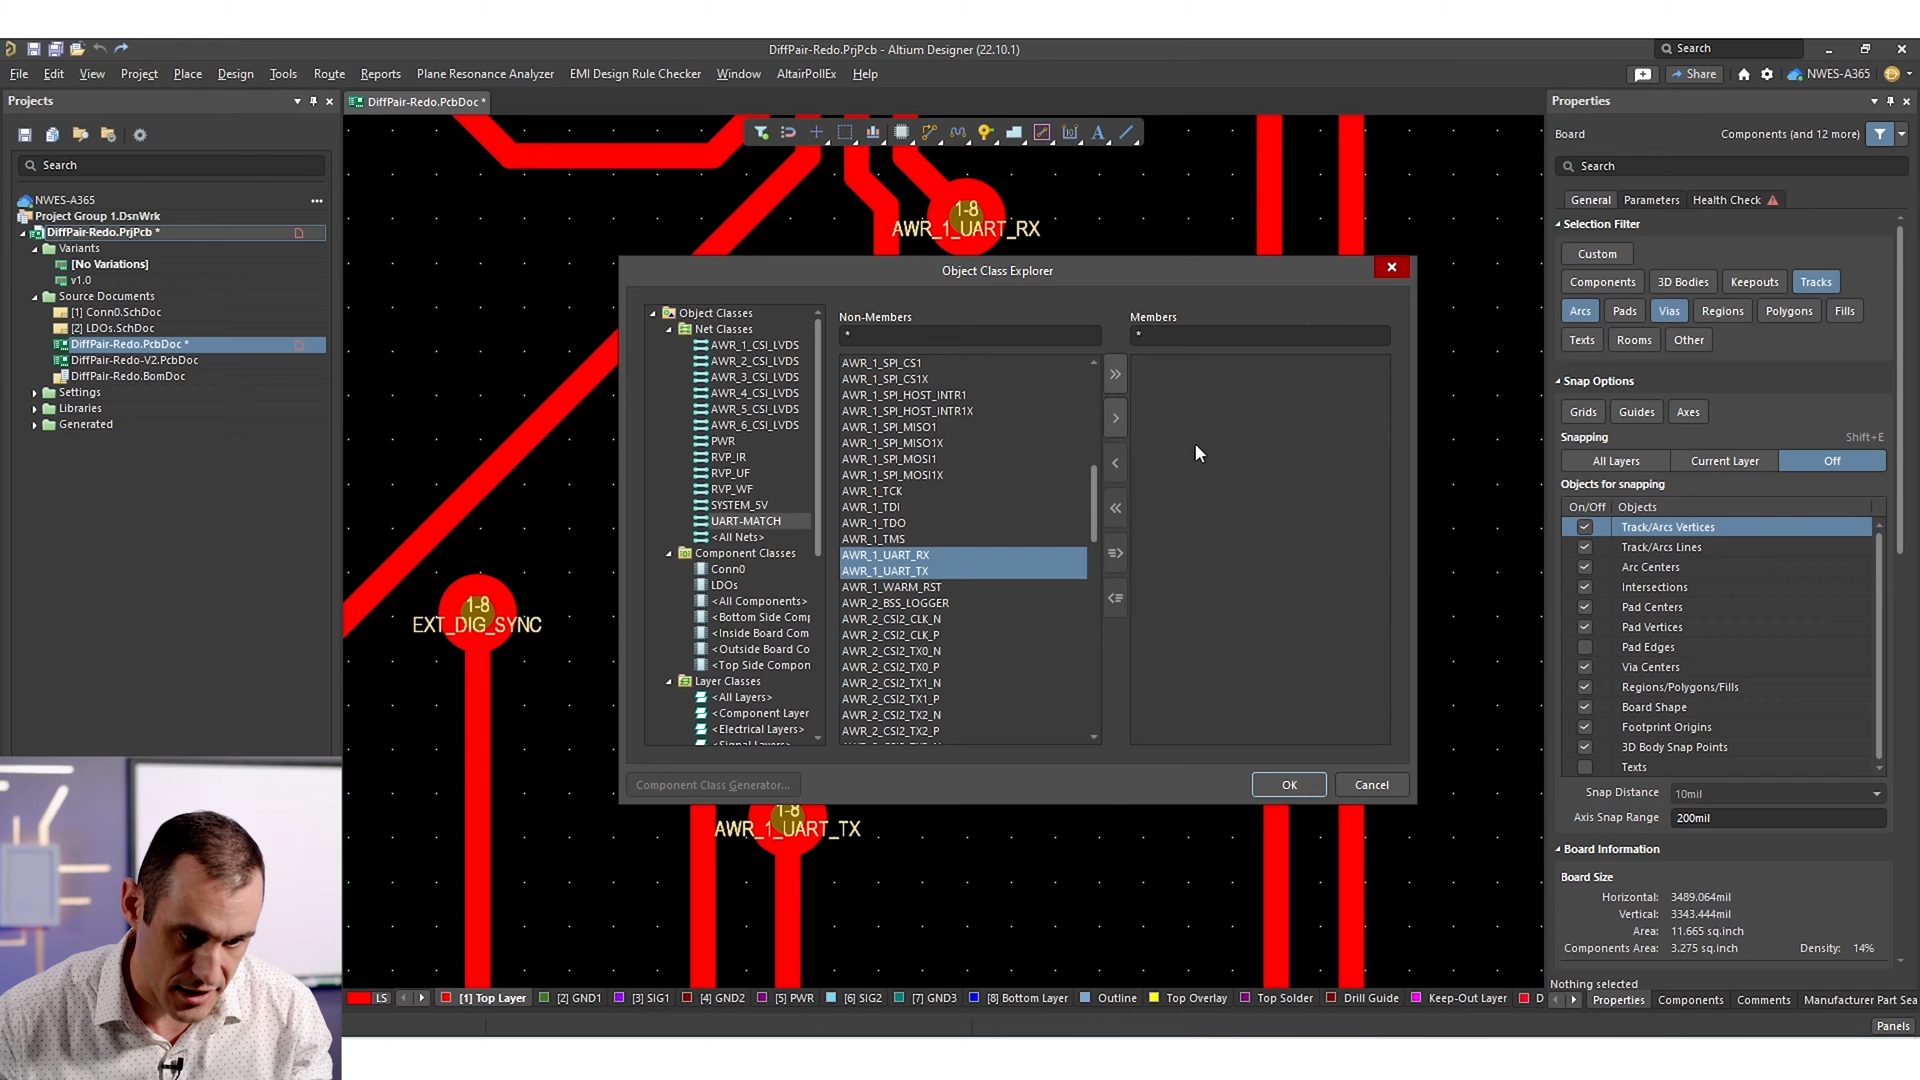 DiffPair-Redo.PrjPcb - Altium Designer (22.10.1)
Search
File Edit View Project Place Design Tools Route Reports Plane Resonance Analyzer EMI Design Rule Checker Window AltairPollEx Help
Share
NWES-A365
Projects
DiffPair-Redo.PcbDoc *
Search
NWES-A365
Project Group 1.DsnWrk
DiffPair-Redo.PrjPcb *
Variants
[No Variations]
v1.0
Source Documents
[1] Conn0.SchDoc
[2] LDOs.SchDoc
DiffPair-Redo.PcbDoc *
DiffPair-Redo-V2.PcbDoc
DiffPair-Redo.BomDoc
Settings
Libraries
Generated
1-8
AWR_1_UART_RX
1-8
EXT_DIG_SYNC
1-8
AWR_1_UART_TX
Object Class Explorer
Object Classes
Net Classes
AWR_1_CSI_LVDS
AWR_2_CSI_LVDS
AWR_3_CSI_LVDS
AWR_4_CSI_LVDS
AWR_5_CSI_LVDS
AWR_6_CSI_LVDS
PWR
RVP_IR
RVP_UF
RVP_WF
SYSTEM_5V
UART-MATCH
<All Nets>
Component Classes
Conn0
LDOs
<All Components>
<Bottom Side Comp
<Inside Board Com
<Outside Board Co
<Top Side Compon
Layer Classes
<All Layers>
<Component Layer
<Electrical Layers>
Non-Members
*
AWR_1_SPI_CS1
AWR_1_SPI_CS1X
AWR_1_SPI_HOST_INTR1
AWR_1_SPI_HOST_INTR1X
AWR_1_SPI_MISO1
AWR_1_SPI_MISO1X
AWR_1_SPI_MOSI1
AWR_1_SPI_MOSI1X
AWR_1_TCK
AWR_1_TDI
AWR_1_TDO
AWR_1_TMS
AWR_1_UART_RX
AWR_1_UART_TX
AWR_1_WARM_RST
AWR_2_BSS_LOGGER
AWR_2_CSI2_CLK_N
AWR_2_CSI2_CLK_P
AWR_2_CSI2_TX0_N
AWR_2_CSI2_TX0_P
AWR_2_CSI2_TX1_N
AWR_2_CSI2_TX1_P
AWR_2_CSI2_TX2_N
AWR_2_CSI2_TX2_P
Members
*
Component Class Generator...
OK
Cancel
Properties
Board
Components (and 12 more)
Search
General Parameters Health Check
Selection Filter
Custom
Components 3D Bodies Keepouts Tracks
Arcs Pads Vias Regions Polygons Fills
Texts Rooms Other
Snap Options
Grids Guides Axes
Snapping Shift+E
All Layers Current Layer Off
Objects for snapping
On/Off Objects
Track/Arcs Vertices
Track/Arcs Lines
Arc Centers
Intersections
Pad Centers
Pad Vertices
Pad Edges
Via Centers
Regions/Polygons/Fills
Board Shape
Footprint Origins
3D Body Snap Points
Texts
Snap Distance 10mil
Axis Snap Range 200mil
Board Information
Board Size
Horizontal: 3489.064mil
Vertical: 3343.444mil
Area: 11.665 sq.inch
Components Area: 3.275 sq.inch Density: 14%
Nothing selected
LS [1] Top Layer [2] GND1 [3] SIG1 [4] GND2 [5] PWR [6] SIG2 [7] GND3 [8] Bottom Layer Outline Top Overlay Top Solder Drill Guide Keep-Out Layer D
Properties Components Comments Manufacturer Part Sea
Panels